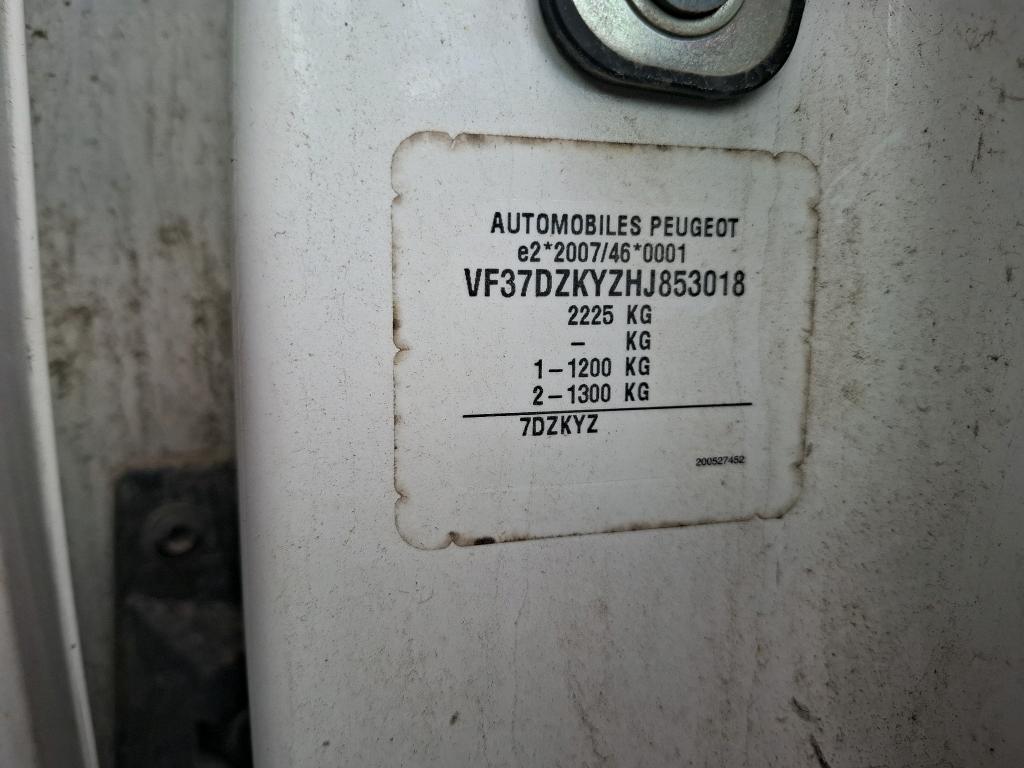 AUTOMOBILES PEUGEOT
e2*2007/46*0001
VF37DZKYZHJ853018
2225 KG
– KG
1–1200 KG
2–1300 KG
7DZKYZ
200527452